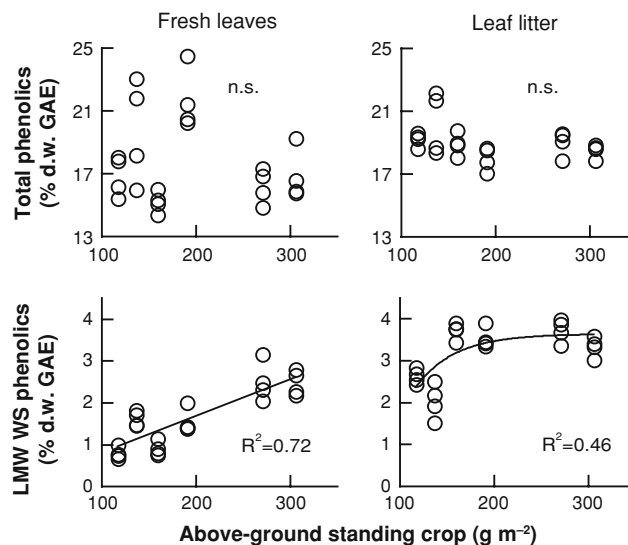 Fresh leaves
Leaf litter
Total phenolics
(% d.w. GAE)
25
21
17
13
n.s.
100
200
300
25
21
17
13
n.s.
100
200
300
LMW WS phenolics
(% d.w. GAE)
4
3
2
1
0
R²=0.72
100
200
300
4
3
2
1
0
R²=0.46
100
200
300
Above-ground standing crop (g m⁻²)